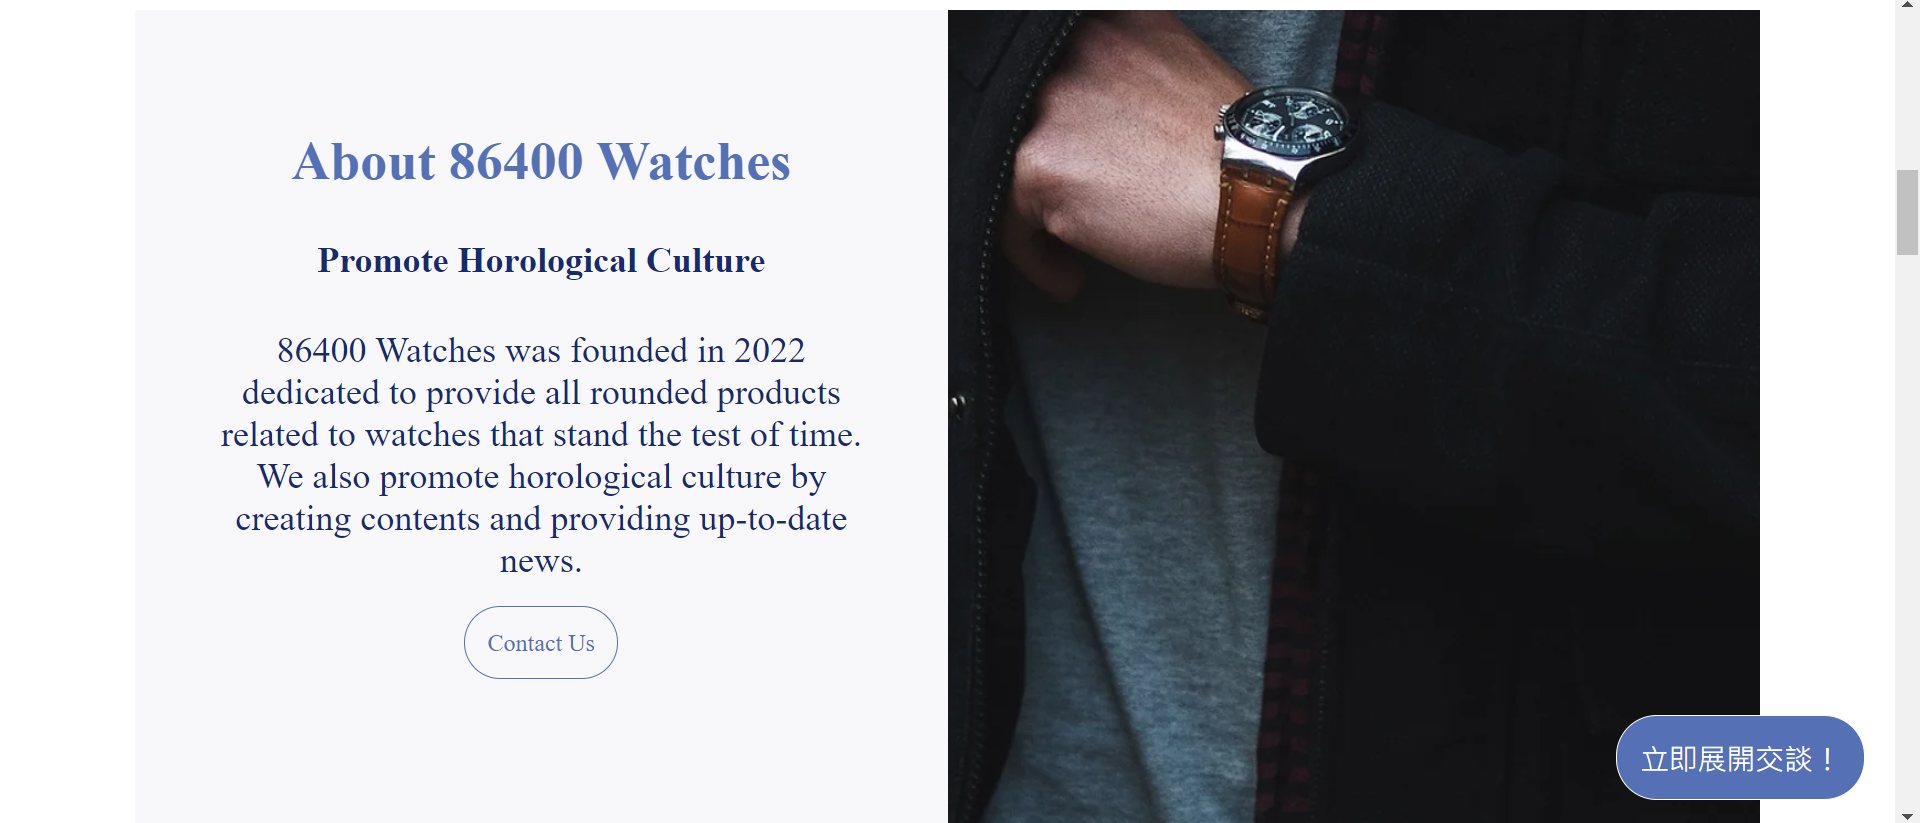 About 86400 Watches
Promote Horological Culture
86400 Watches was founded in 2022
dedicated to provide all rounded products
related to watches that stand the test of time.
We also promote horological culture by
creating contents and providing up-to-date
news.
Contact Us
立即展開交談！